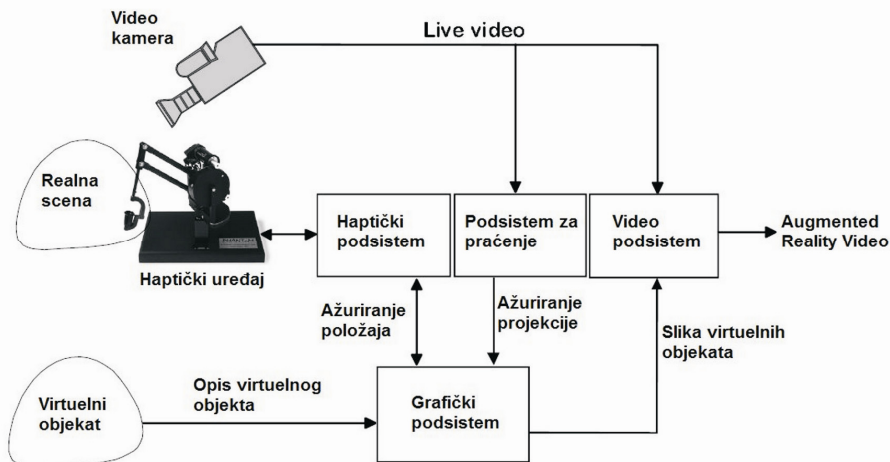 Video
kamera
Live video
Realna
scena
Haptički
podsistem
Podsistem za
praćenje
Video
podsistem
Augmented
Reality Video
Haptički uređaj
Ažuriranje
položaja
Ažuriranje
projekcije
Slika virtuelnih
objekata
Opis virtuelnog
objekta
Virtuelni
objekat
Grafički
podsistem